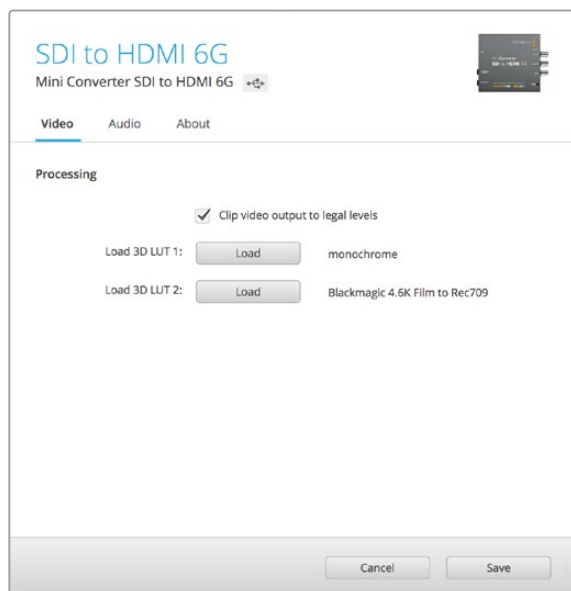 SDI to HDMI 6G
Mini Converter SDI to HDMI 6G
Video Audio About
Processing
Clip video output to legal levels
Load 3D LUT 1: Load monochrome
Load 3D LUT 2: Load Blackmagic 4.6K Film to Rec709
Cancel Save